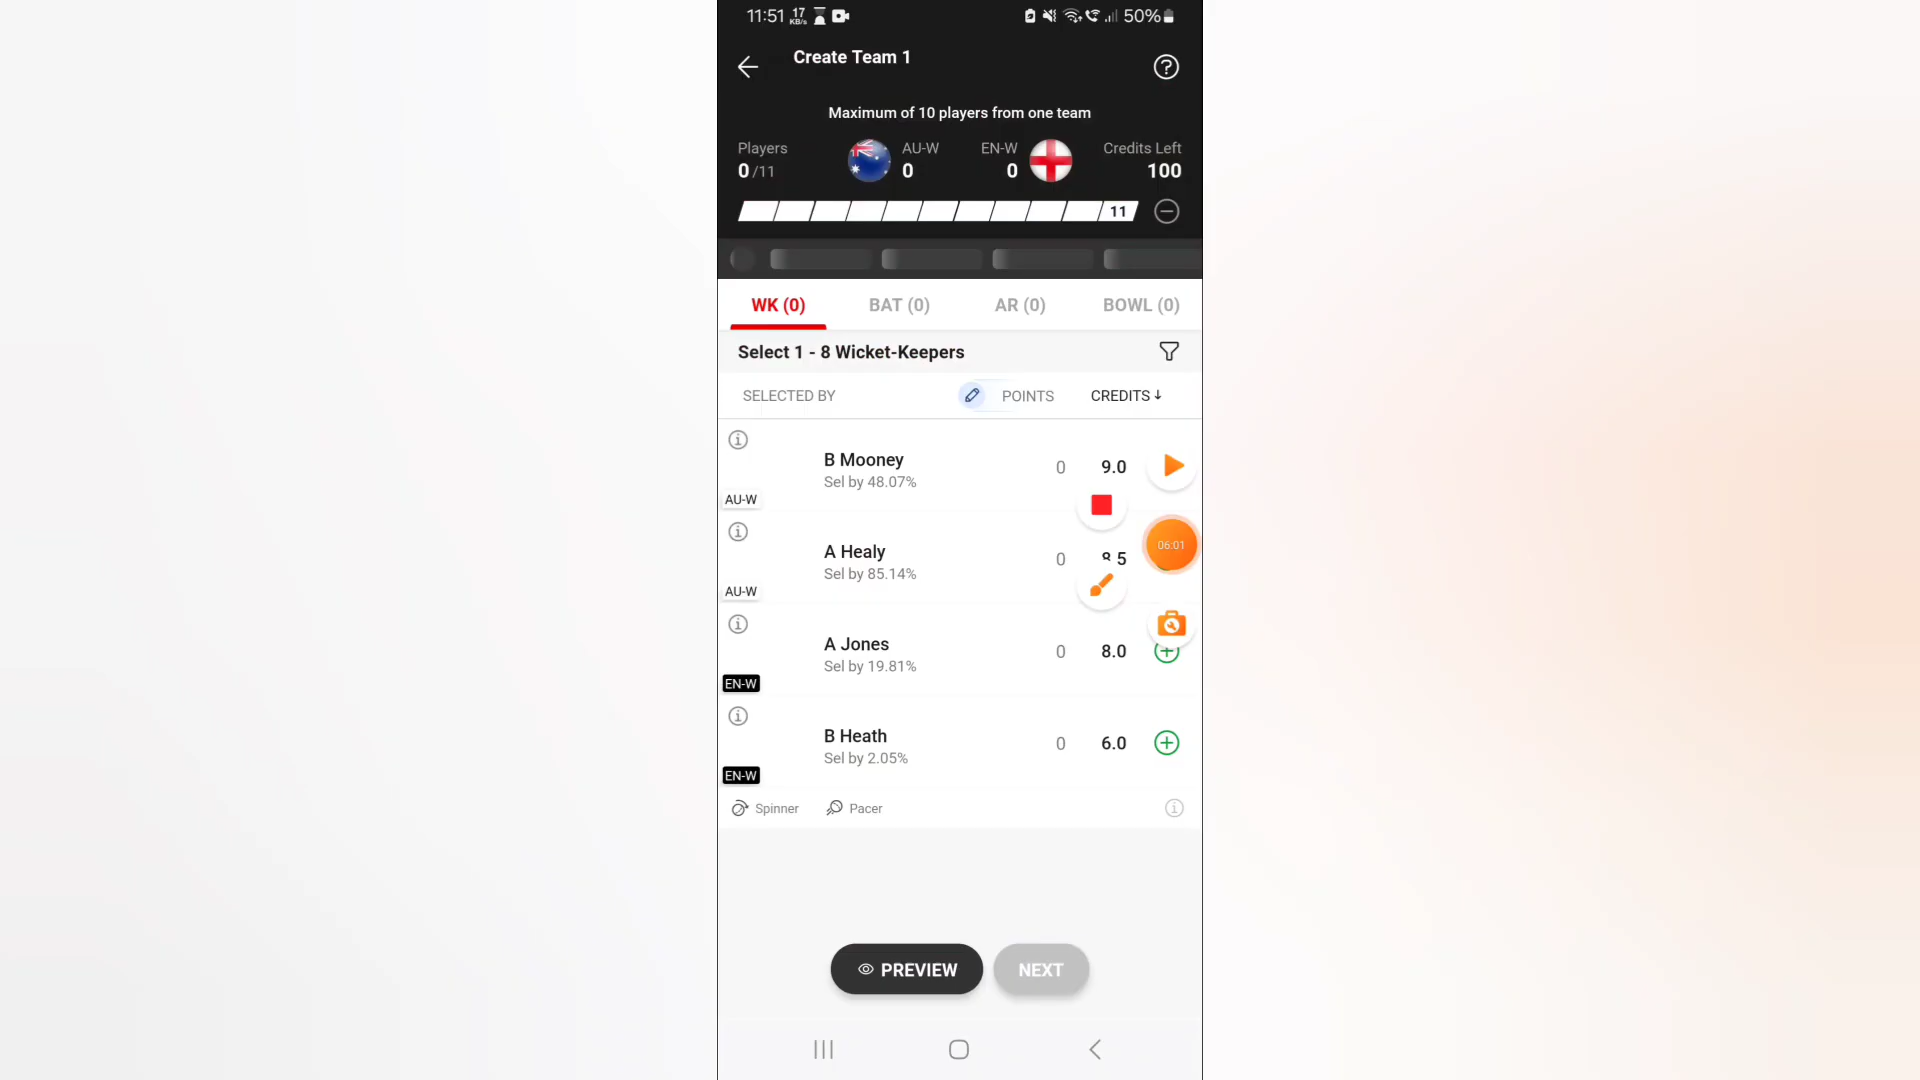 11:51 17 KB/s 50%
Create Team 1
Maximum of 10 players from one team
Players AU-W EN-W Credits Left
0/11 0 0 100
11
WK (0) BAT (0) AR (0) BOWL (0)
Select 1 - 8 Wicket-Keepers
SELECTED BY POINTS CREDITS
B Mooney 0 9.0
Sel by 48.07%
AU-W
A Healy 0 8.5 06:01
Sel by 85.14%
AU-W
A Jones 0 8.0
Sel by 19.81%
EN-W
B Heath 0 6.0
Sel by 2.05%
EN-W
Spinner Pacer
PREVIEW NEXT